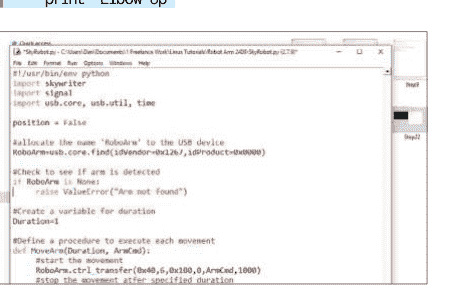 print "Elbow Up"
*SkyRobot.py - C:\Users\Dan\Documents\1 Freelance Work\Linux Tutorials\Robot Arm 2400-SkyRobot.py (2.7.9)*
File Edit Format Run Options Windows Help
#!/usr/bin/env python
import skywriter
import signal
import usb.core, usb.util, time
position = False
#allocate the name 'RoboArm' to the USB device
RoboArm=usb.core.find(idVendor=0x1267,idProduct=0x0000)
#Check to see if arm is detected
if RoboArm is None:
raise ValueError("Arm not found")
#Create a variable for duration
Duration=1
#Define a procedure to execute each movement
def MoveArm(Duration, ArmCmd):
#start the movement
RoboArm.ctrl_transfer(0x40,6,0x100,0,ArmCmd,1000)
#stop the movement atfer specified duration